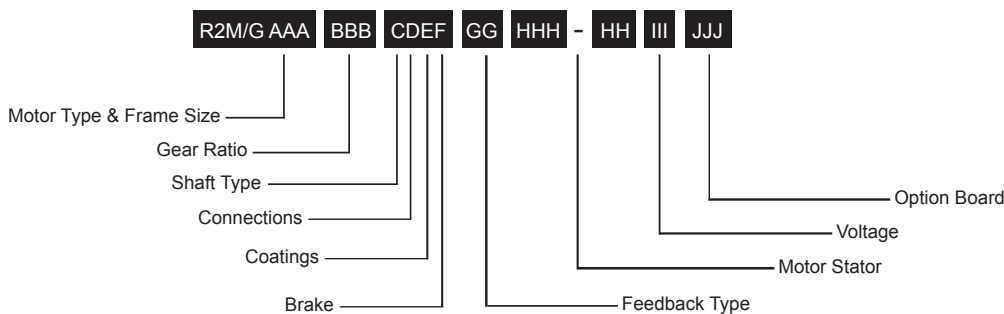 R2M/G AAA BBB CDEF GG HHH - HH III JJJ
Motor Type & Frame Size
Gear Ratio
Shaft Type
Option Board
Connections
Voltage
Coatings
Motor Stator
Brake
Feedback Type